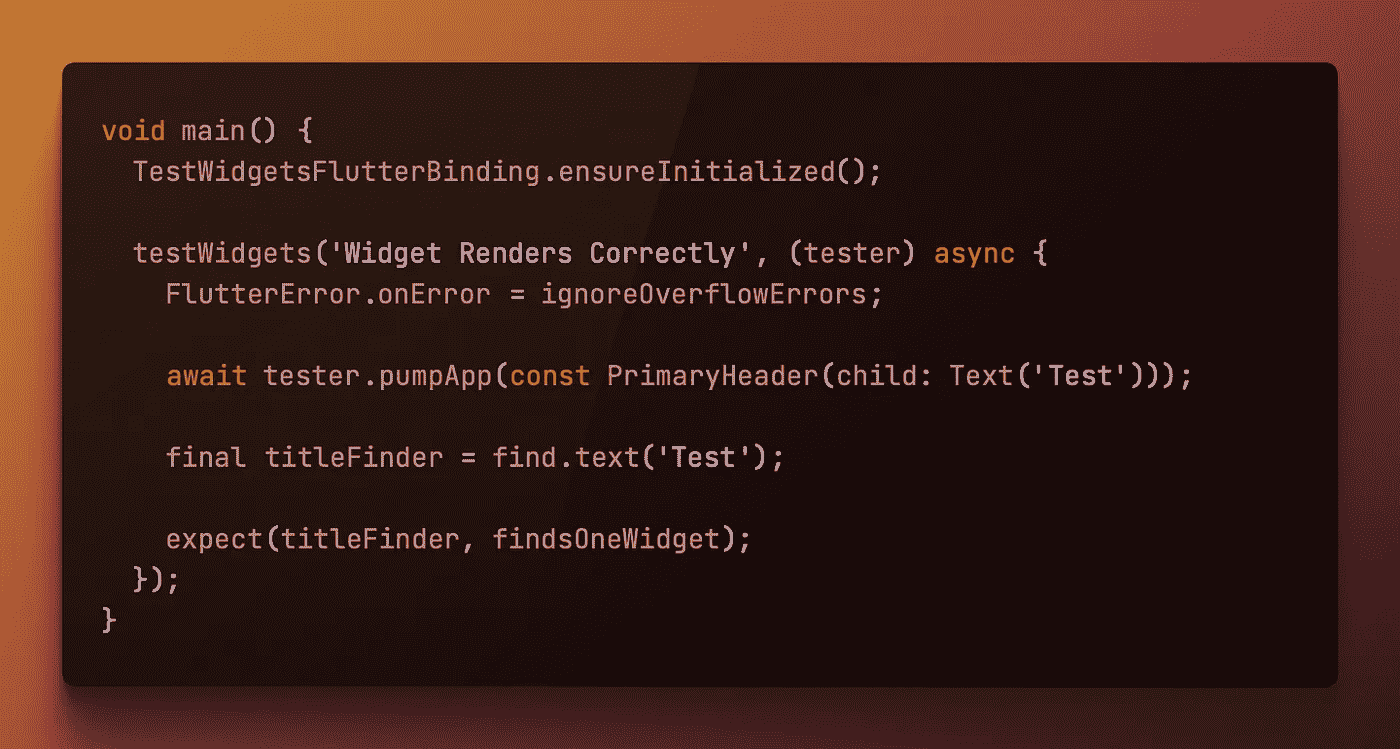 void main() {
  TestWidgetsFlutterBinding.ensureInitialized();
  testWidgets('Widget Renders Correctly', (tester) async {
    FlutterError.onError = ignoreOverflowErrors;
    await tester.pumpApp(const PrimaryHeader(child: Text('Test')));
    final titleFinder = find.text('Test');
    expect(titleFinder, findsOneWidget);
  });
}